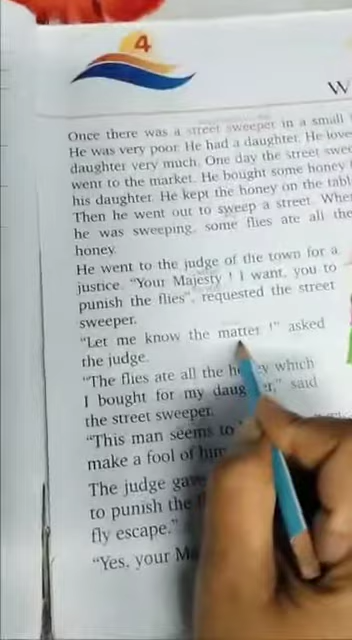 4
W
Once there was a street sweeper in a small
He was very poor. He had a daughter. He love
daughter very much. One day the street swee
went to the market. He bought some honey
his daughter. He kept the honey on the tabl
Then he went out to sweep a street. Whe
he was sweeping, some flies ate all the
honey.
He went to the judge of the town for a
justice. "Your Majesty ! I want, you to
punish the flies", requested the street
sweeper.
"Let me know the matter !" asked
the judge.
"The flies ate all the honey which
I bought for my daug er," said
the street sweeper.
"This man seems to
make a fool of him
The judge gave
to punish the
fly escape."
"Yes, your Ma